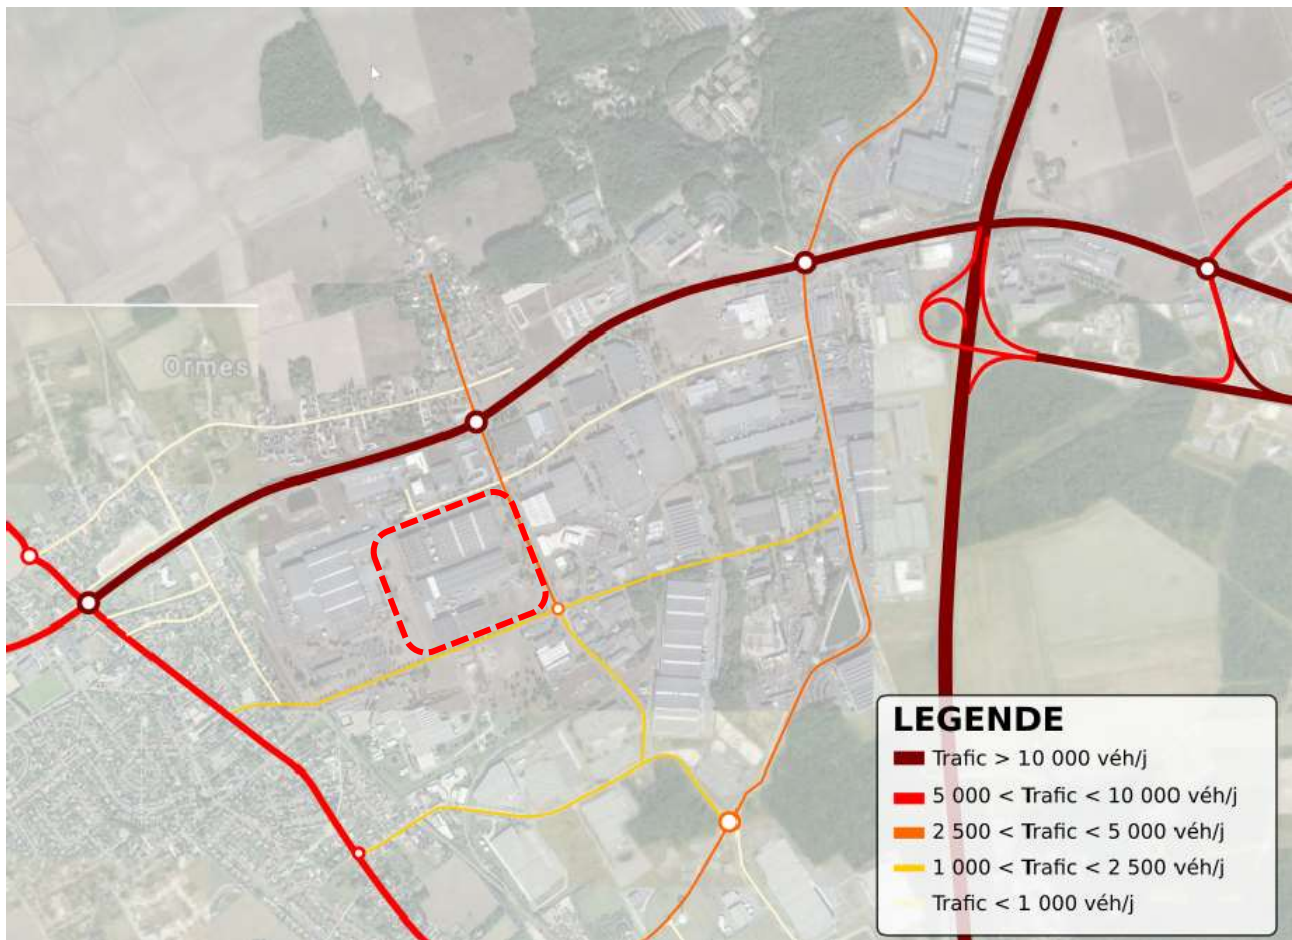 Ormes
LEGENDE
Trafic > 10 000 véh/j
5 000 < Trafic < 10 000 véh/j
2 500 < Trafic < 5 000 véh/j
1 000 < Trafic < 2 500 véh/j
Trafic < 1 000 véh/j